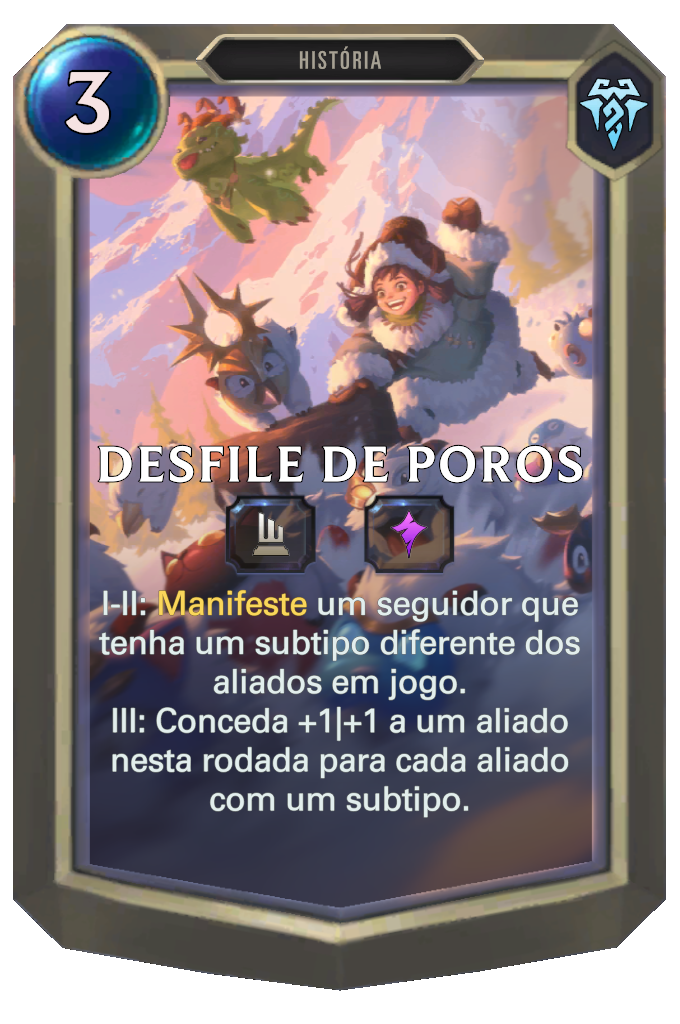 HISTÓRIA
3
DESFILE DE POROS
I-II: Manifeste um seguidor que
tenha um subtipo diferente dos
aliados em jogo.
III: Conceda +1|+1 a um aliado
nesta rodada para cada aliado
com um subtipo.